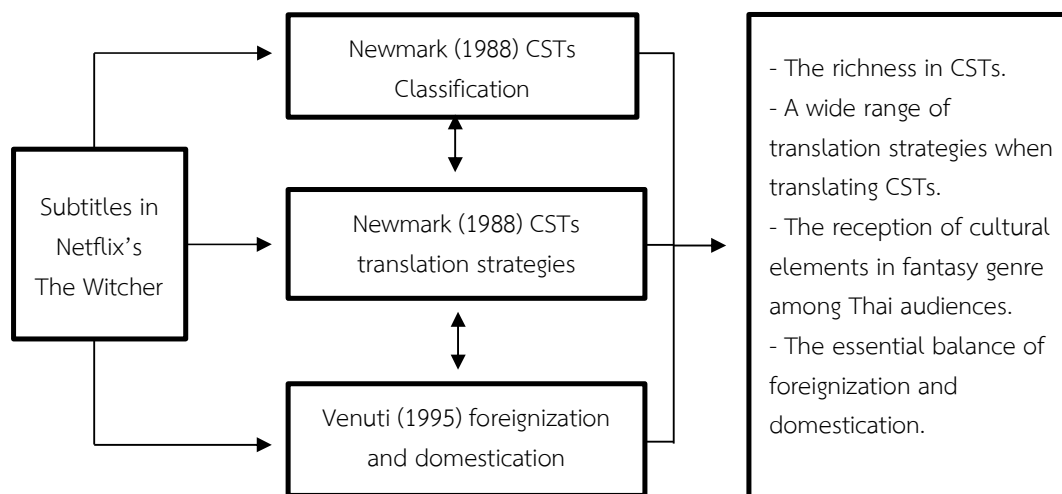 Subtitles in
Netflix’s
The Witcher
Newmark (1988) CSTs
Classification
Newmark (1988) CSTs
translation strategies
Venuti (1995) foreignization
and domestication
- The richness in CSTs.
- A wide range of
translation strategies when
translating CSTs.
- The reception of cultural
elements in fantasy genre
among Thai audiences.
- The essential balance of
foreignization and
domestication.